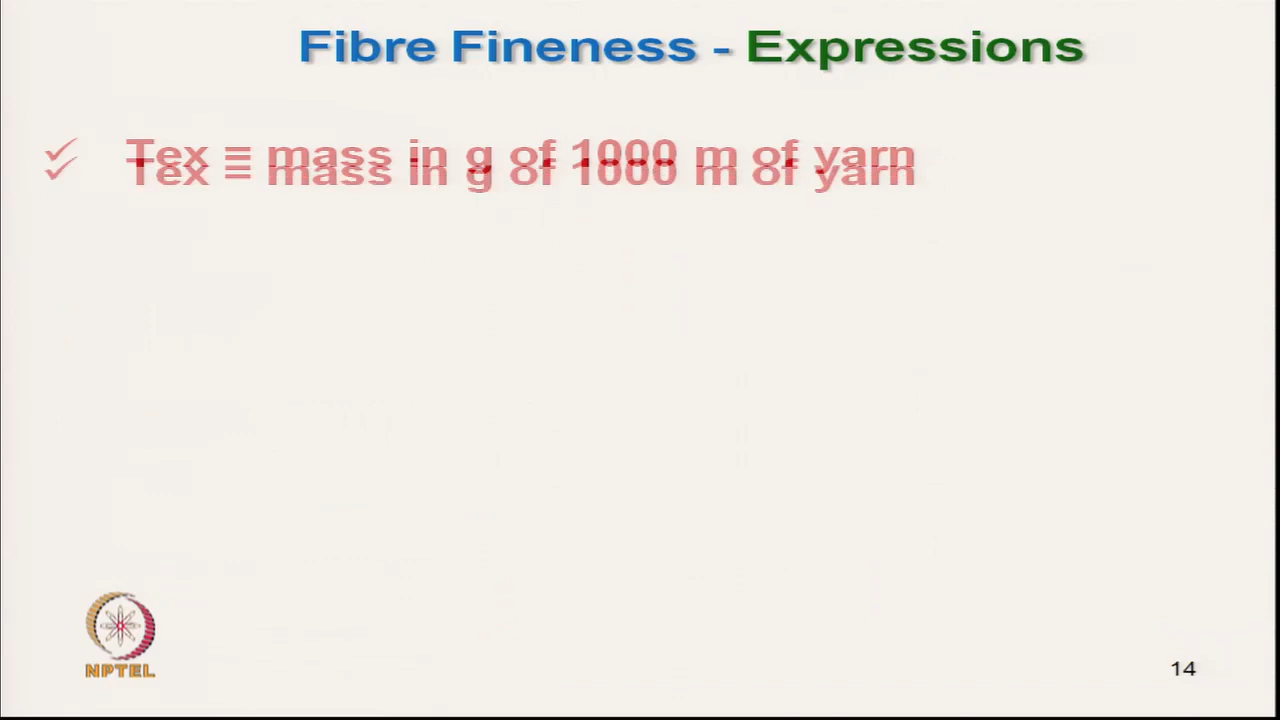 Fibre Fineness - Expressions
✓ Tex ≡ mass in g of 1000 m of yarn
NPTEL
14